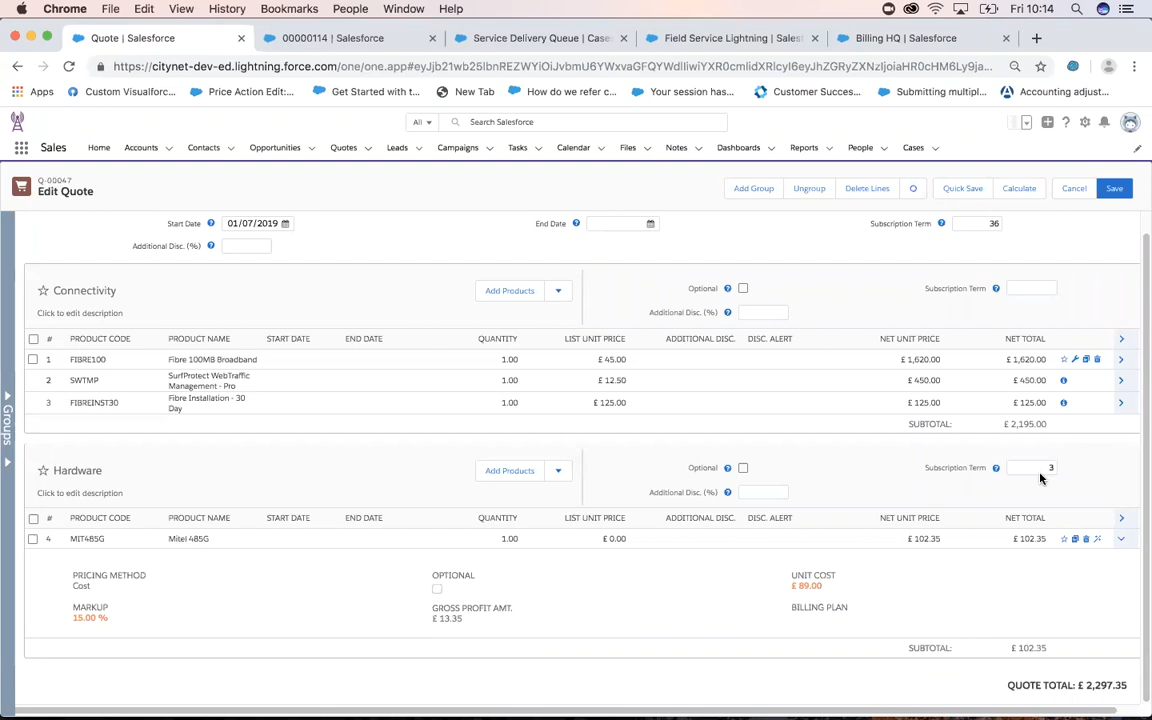 Chrome File Edit View History Bookmarks People Window Help Fri 10:14
Quote | Salesforce 00000114 | Salesforce Service Delivery Queue | Case Field Service Lightning | Sales Billing HQ | Salesforce
Apps Custom Visualforc... Price Action Edit:... Get Started with t... New Tab How do we refer c... Your session has... Customer Succes... Submitting multipl... Accounting adjust...
All Search Salesforce
Sales Home Accounts Contacts Opportunities Quotes Leads Campaigns Tasks Calendar Files Notes Dashboards Reports People Cases
Q-00047
Edit Quote
Add Group Ungroup Delete Lines Quick Save Calculate Cancel Save
Start Date 01/07/2019 End Date Subscription Term 36
Additional Disc. (%)
Connectivity Add Products Optional Subscription Term
Click to edit description Additional Disc. (%)
# PRODUCT CODE PRODUCT NAME START DATE END DATE QUANTITY LIST UNIT PRICE ADDITIONAL DISC. DISC. ALERT NET UNIT PRICE NET TOTAL
1 FIBRE100 Fibre 100MB Broadband 1.00 £ 45.00 £ 1,620.00 £ 1,620.00
2 SWTMP SurfProtect WebTraffic Management - Pro 1.00 £ 12.50 £ 450.00 £ 450.00
3 FIBREINST30 Fibre Installation - 30 Day 1.00 £ 125.00 £ 125.00 £ 125.00
SUBTOTAL: £ 2,195.00
Groups
Hardware Add Products Optional Subscription Term 3
Click to edit description Additional Disc. (%)
# PRODUCT CODE PRODUCT NAME START DATE END DATE QUANTITY LIST UNIT PRICE ADDITIONAL DISC. DISC. ALERT NET UNIT PRICE NET TOTAL
4 MIT485G Mitel 485G 1.00 £ 0.00 £ 102.35 £ 102.35
PRICING METHOD OPTIONAL UNIT COST
Cost £ 89.00
MARKUP GROSS PROFIT AMT. BILLING PLAN
15.00 % £ 13.35
SUBTOTAL: £ 102.35
QUOTE TOTAL: £ 2,297.35